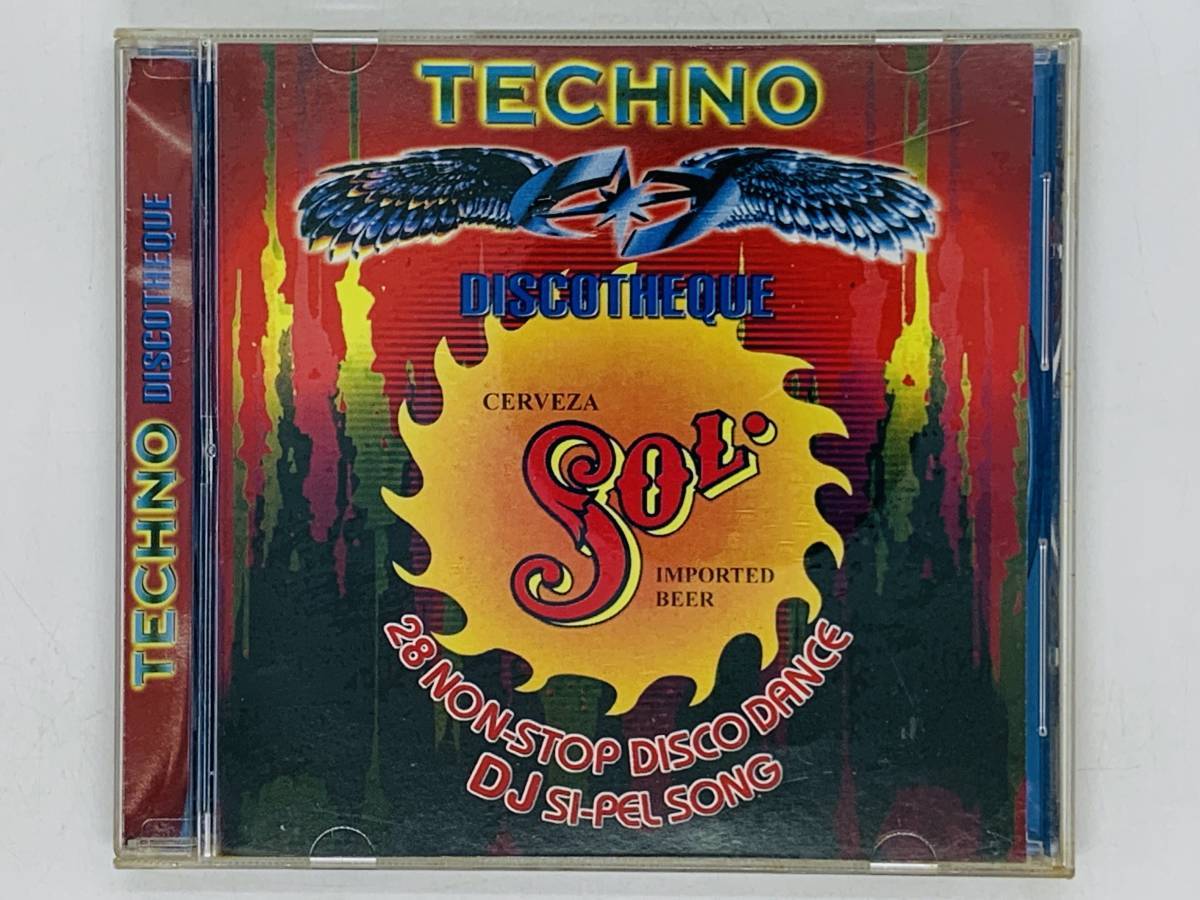 TECHNO
DISCOTHEQUE
CERVEZA
SOL
IMPORTED
BEER
28 NON-STOP DISCO DANCE
DJ SI-PEL SONG
TECHNO DISCOTHEQUE